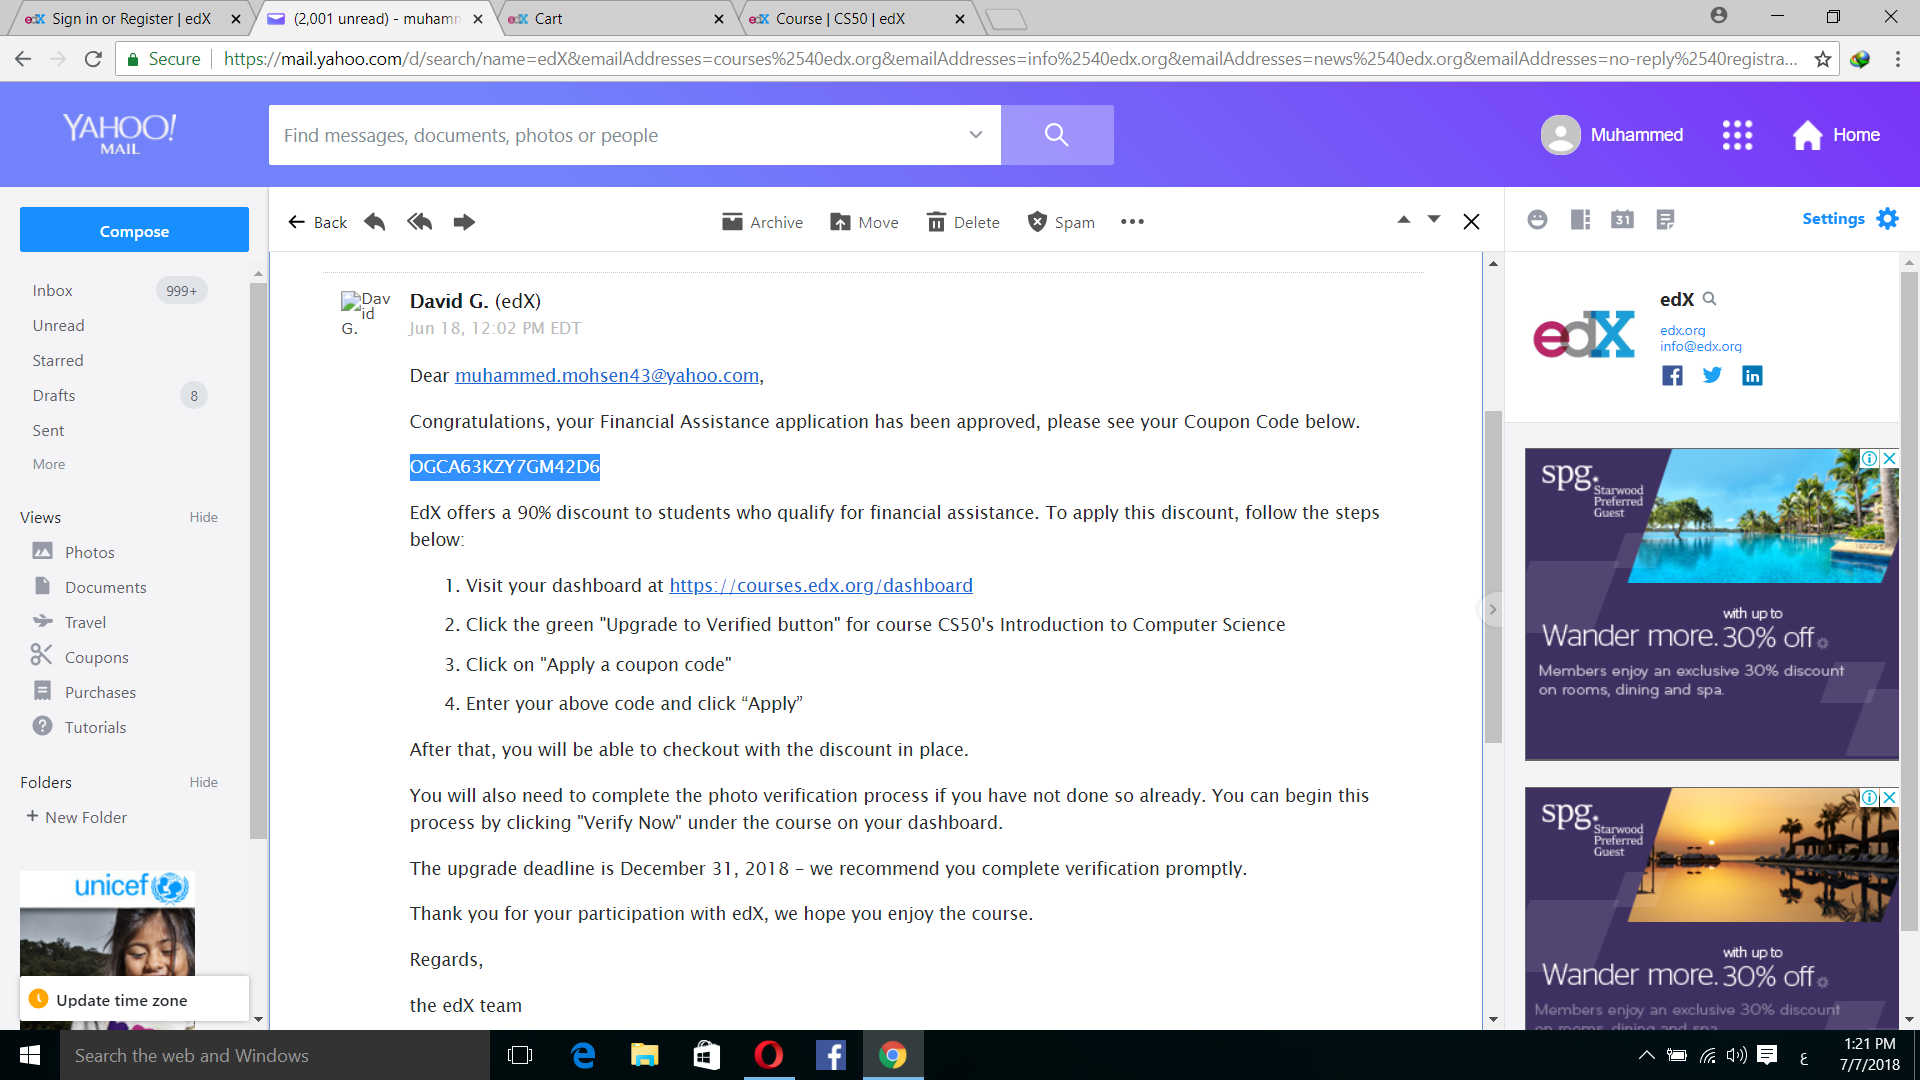 edX Sign in or Register | edX
(2,001 unread) - muhamm
edX Cart
edX Course | CS50 | edX
Secure https://mail.yahoo.com/d/search/name=edX&emailAddresses=courses%2540edx.org&emailAddresses=info%2540edx.org&emailAddresses=news%2540edx.org&emailAddresses=no-reply%2540registra...
YAHOO!
MAIL
Find messages, documents, photos or people
Muhammed
Home
Compose
Inbox 999+
Unread
Starred
Drafts 8
Sent
More
Views Hide
Photos
Documents
Travel
Coupons
Purchases
Tutorials
Folders Hide
+ New Folder
unicef
Update time zone
Back
Archive
Move
Delete
Spam
David G.
David G. (edX)
Jun 18, 12:02 PM EDT
Dear muhammed.mohsen43@yahoo.com,
Congratulations, your Financial Assistance application has been approved, please see your Coupon Code below.
OGCA63KZY7GM42D6
EdX offers a 90% discount to students who qualify for financial assistance. To apply this discount, follow the steps
below:
1. Visit your dashboard at https://courses.edx.org/dashboard
2. Click the green "Upgrade to Verified button" for course CS50's Introduction to Computer Science
3. Click on "Apply a coupon code"
4. Enter your above code and click “Apply”
After that, you will be able to checkout with the discount in place.
You will also need to complete the photo verification process if you have not done so already. You can begin this
process by clicking "Verify Now" under the course on your dashboard.
The upgrade deadline is December 31, 2018 - we recommend you complete verification promptly.
Thank you for your participation with edX, we hope you enjoy the course.
Regards,
the edX team
31
Settings
edX
edX
edx.org
info@edx.org
spg.
Starwood
Preferred
Guest
with up to
Wander more. 30% off
Members enjoy an exclusive 30% discount
on rooms, dining and spa.
spg.
Starwood
Preferred
Guest
with up to
Wander more. 30% off
Members enjoy an exclusive 30% discount
on rooms, dining and spa.
Search the web and Windows
ع
1:21 PM
7/7/2018